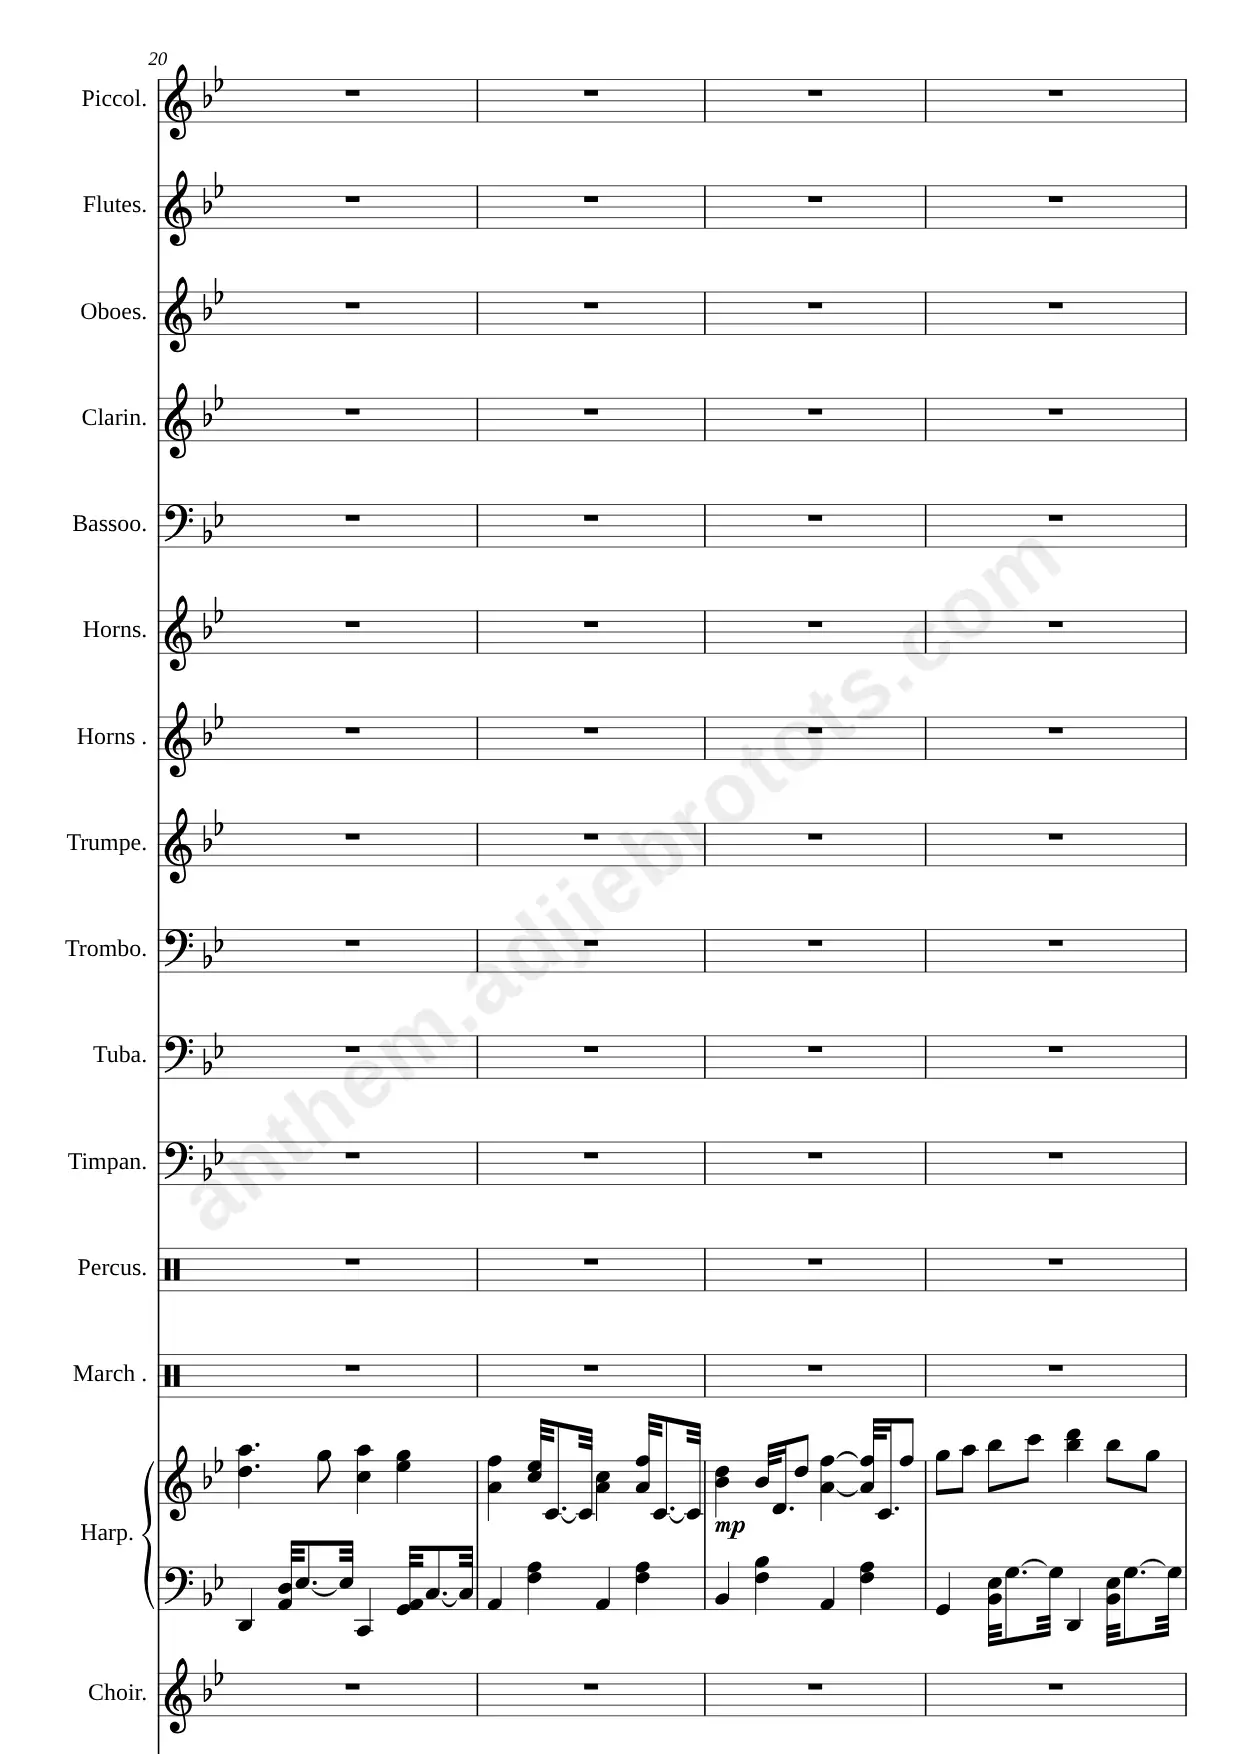 20
Piccol.
Flutes.
Oboes.
Clarin.
Bassoo.
Horns.
Horns .
Trumpe.
Trombo.
Tuba.
Timpan.
Percus.
March .
Harp.
mp
Choir.
anthem.adjiebrotots.com